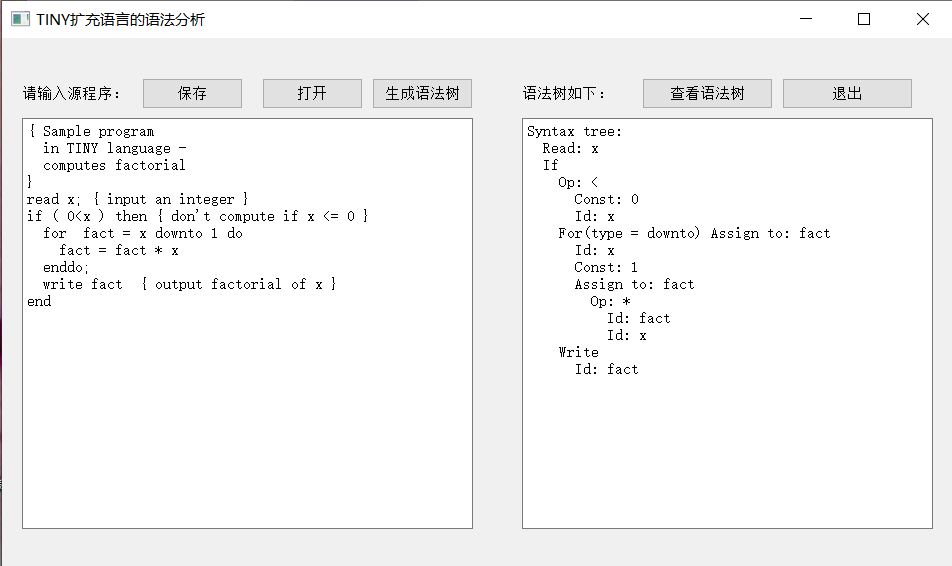 TINY扩充语言的语法分析
请输入源程序： 保存 打开 生成语法树 语法树如下： 查看语法树 退出
{ Sample program
  in TINY language -
  computes factorial
}
read x; { input an integer }
if ( 0<x ) then { don't compute if x <= 0 }
  for  fact = x downto 1 do
    fact = fact * x
  enddo;
  write fact  { output factorial of x }
end
Syntax tree:
  Read: x
  If
    Op: <
      Const: 0
      Id: x
    For(type = downto) Assign to: fact
      Id: x
      Const: 1
      Assign to: fact
        Op: *
          Id: fact
          Id: x
    Write
      Id: fact